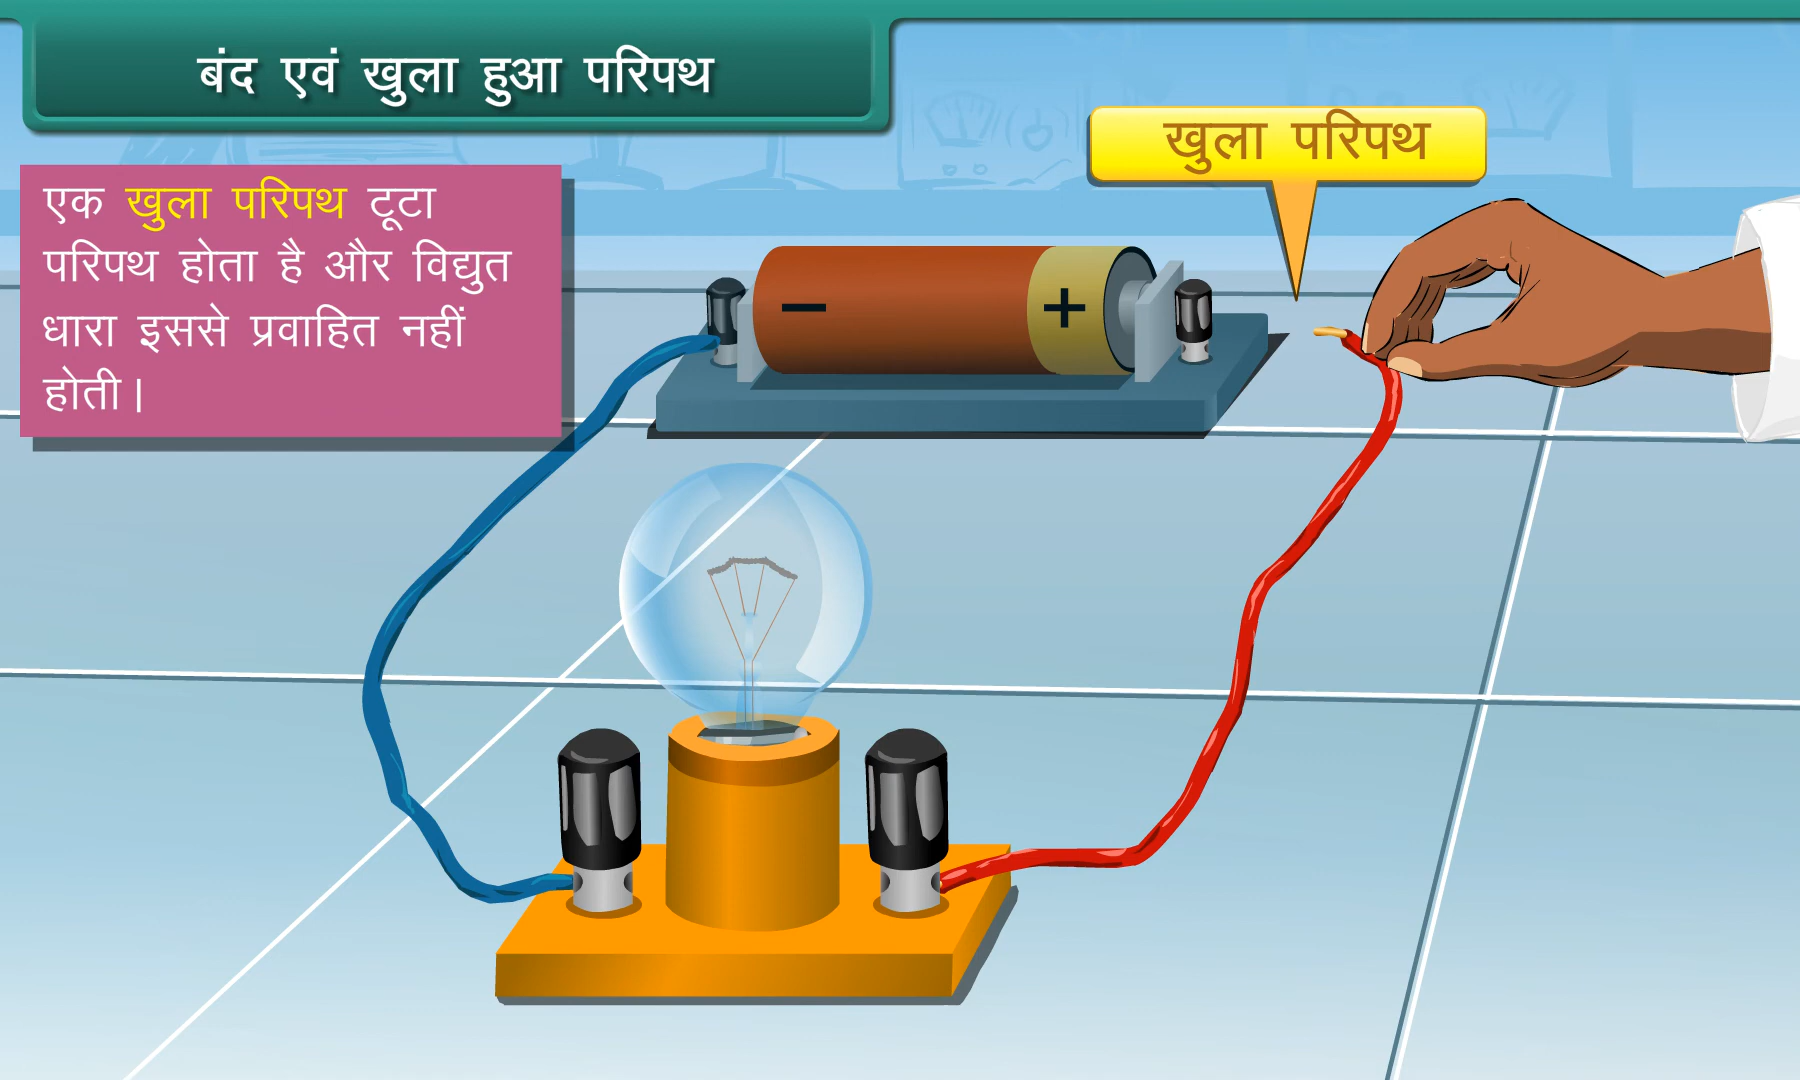 बंद एवं खुला हुआ परिपथ
खुला परिपथ
एक खुला परिपथ टूटा
परिपथ होता है और विद्युत
धारा इससे प्रवाहित नहीं
होती।
− +